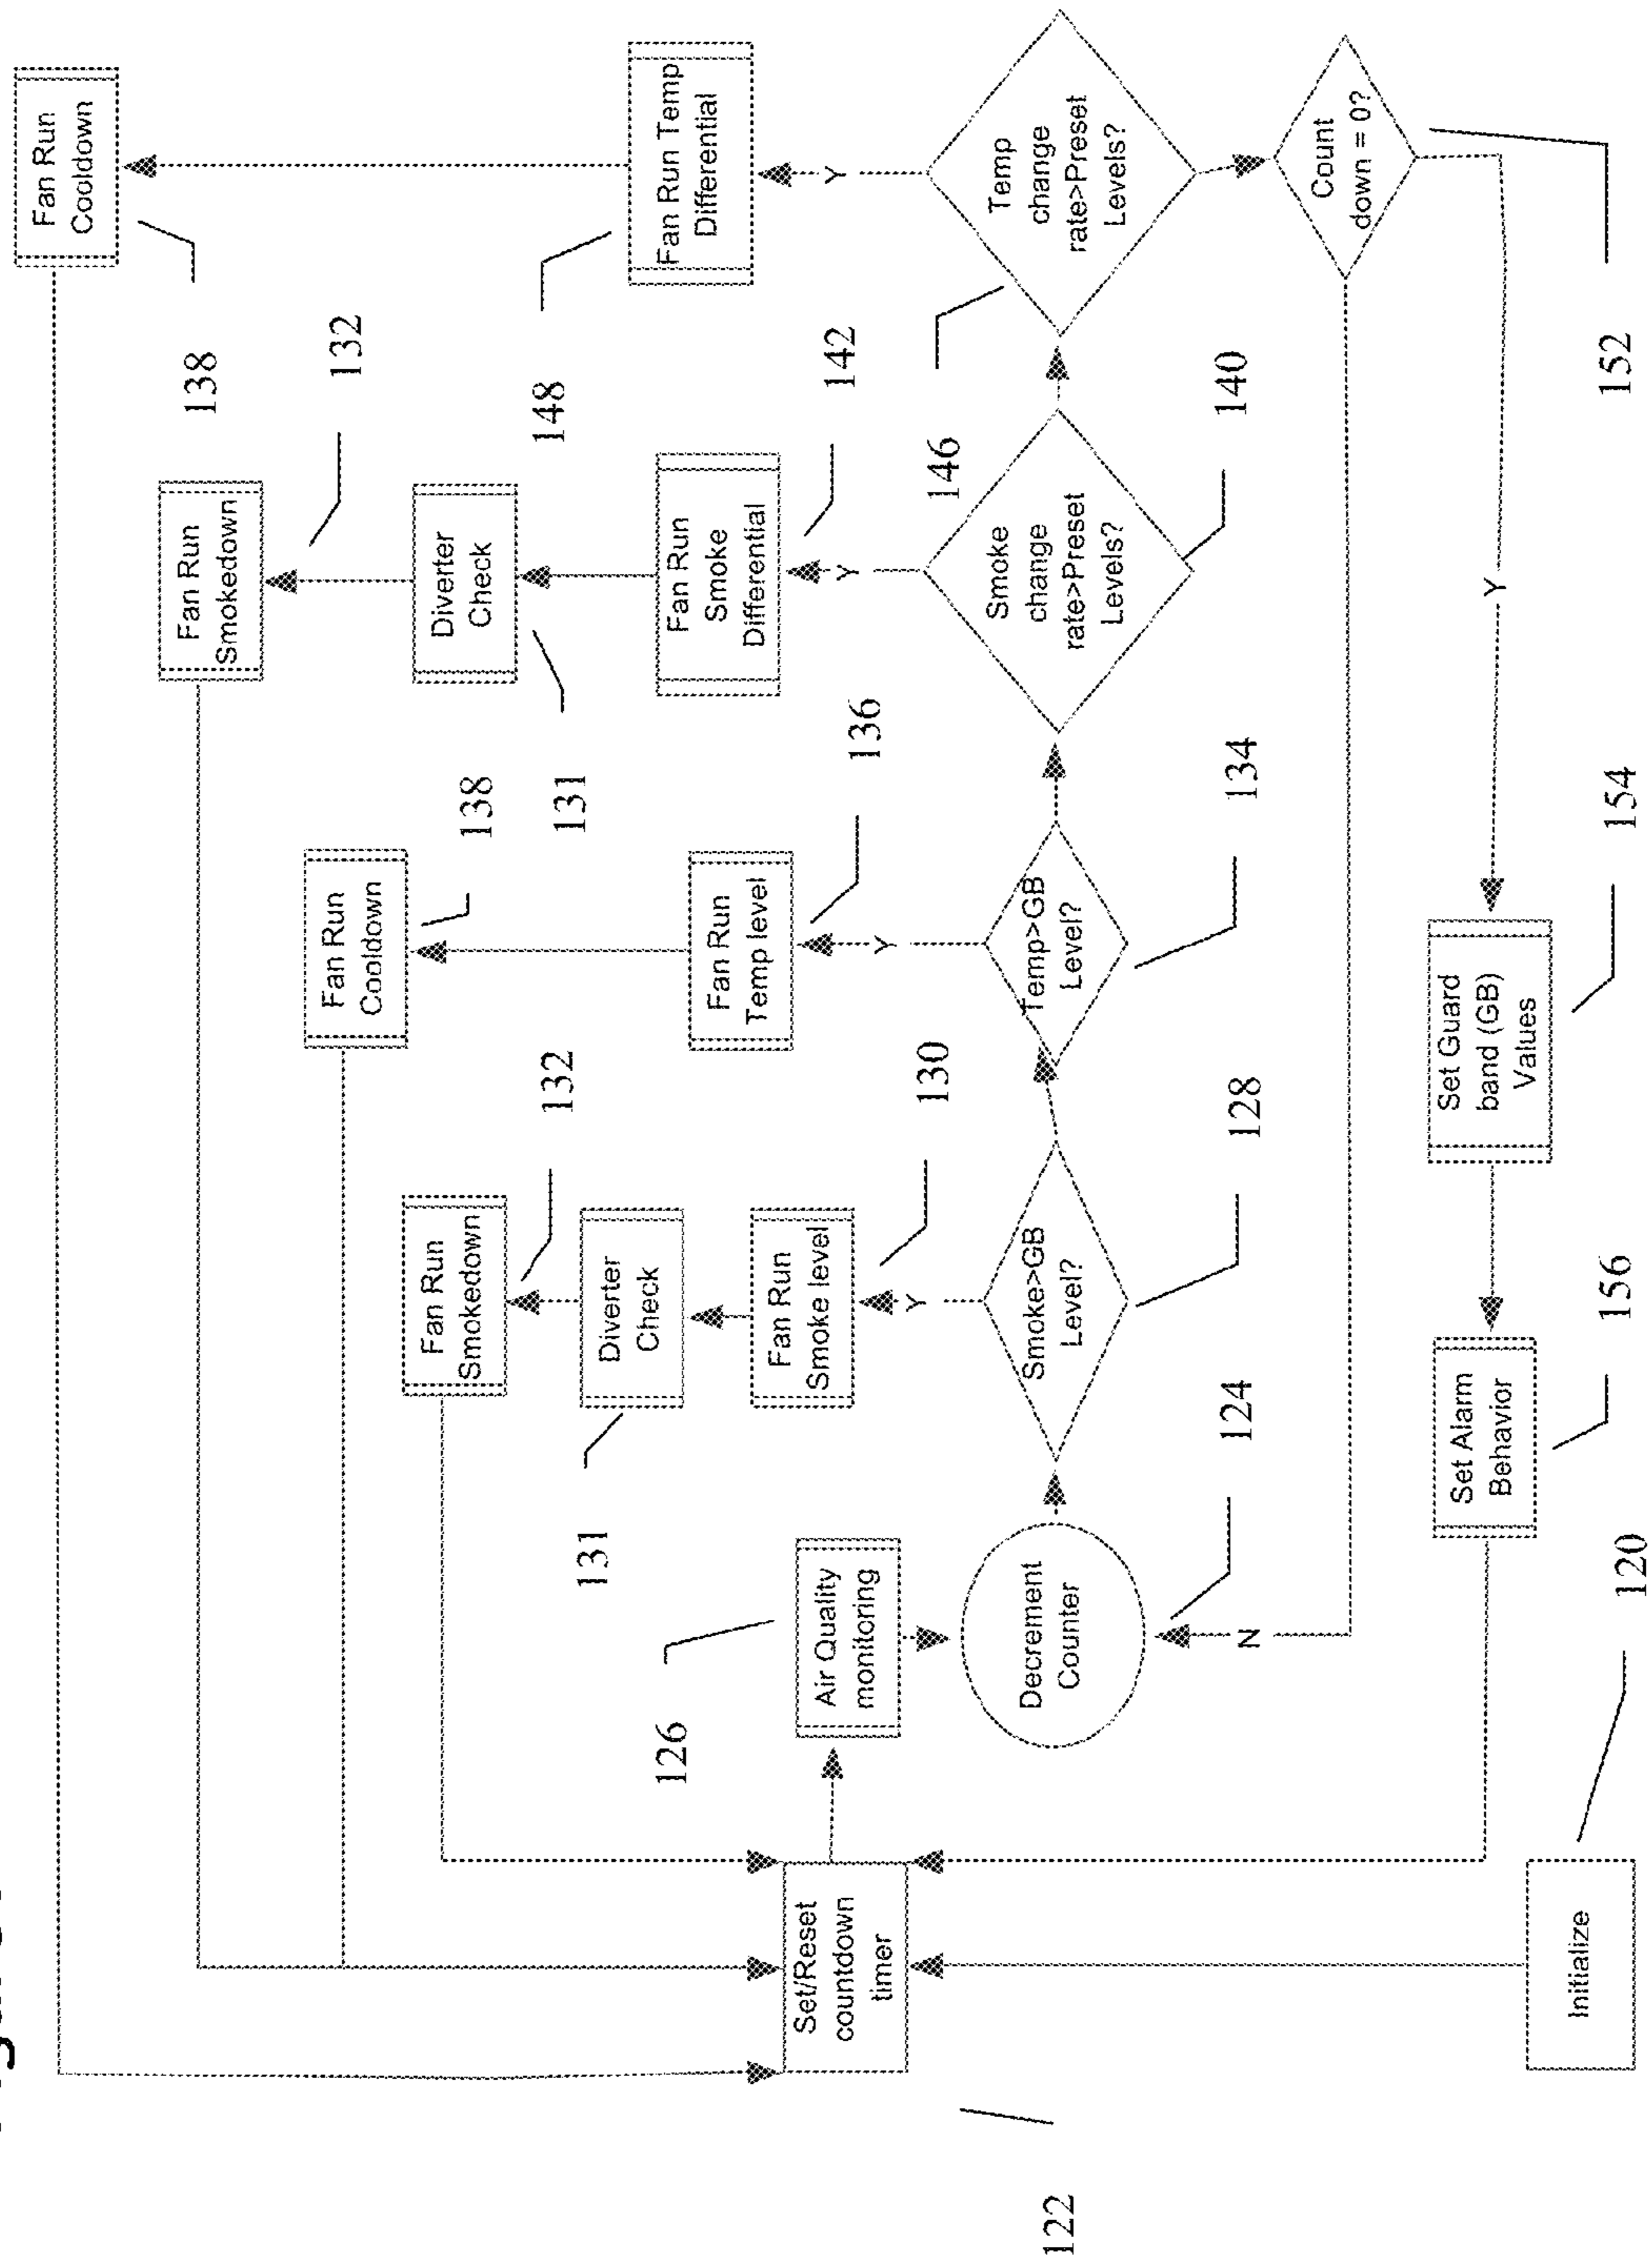 Fan Run
Cooldown
138
Fan Run
Smokedown
132
Fan Run
Cooldown
138
Diverter
Check
131
Fan Run
Smokedown
132
Fan Run Temp
Differential
148
Fan Run
Smoke
Differential
142
Fan Run
Temp level
136
Diverter
Check
131
Fan Run
Smoke level
130
Air Quality
monitoring
126
Set/Reset
countdown
timer
122
Y
Y
Y
Y
Decrement
Counter
124
Smoke>GB
Level?
128
Temp>GB
Level?
134
Smoke
change
rate>Preset
Levels?
140
Temp
change
rate>Preset
Levels?
146
N
Count
down = 0?
152
Y
Set Guard
band (GB)
Values
154
Set Alarm
Behavior
156
Initialize
120